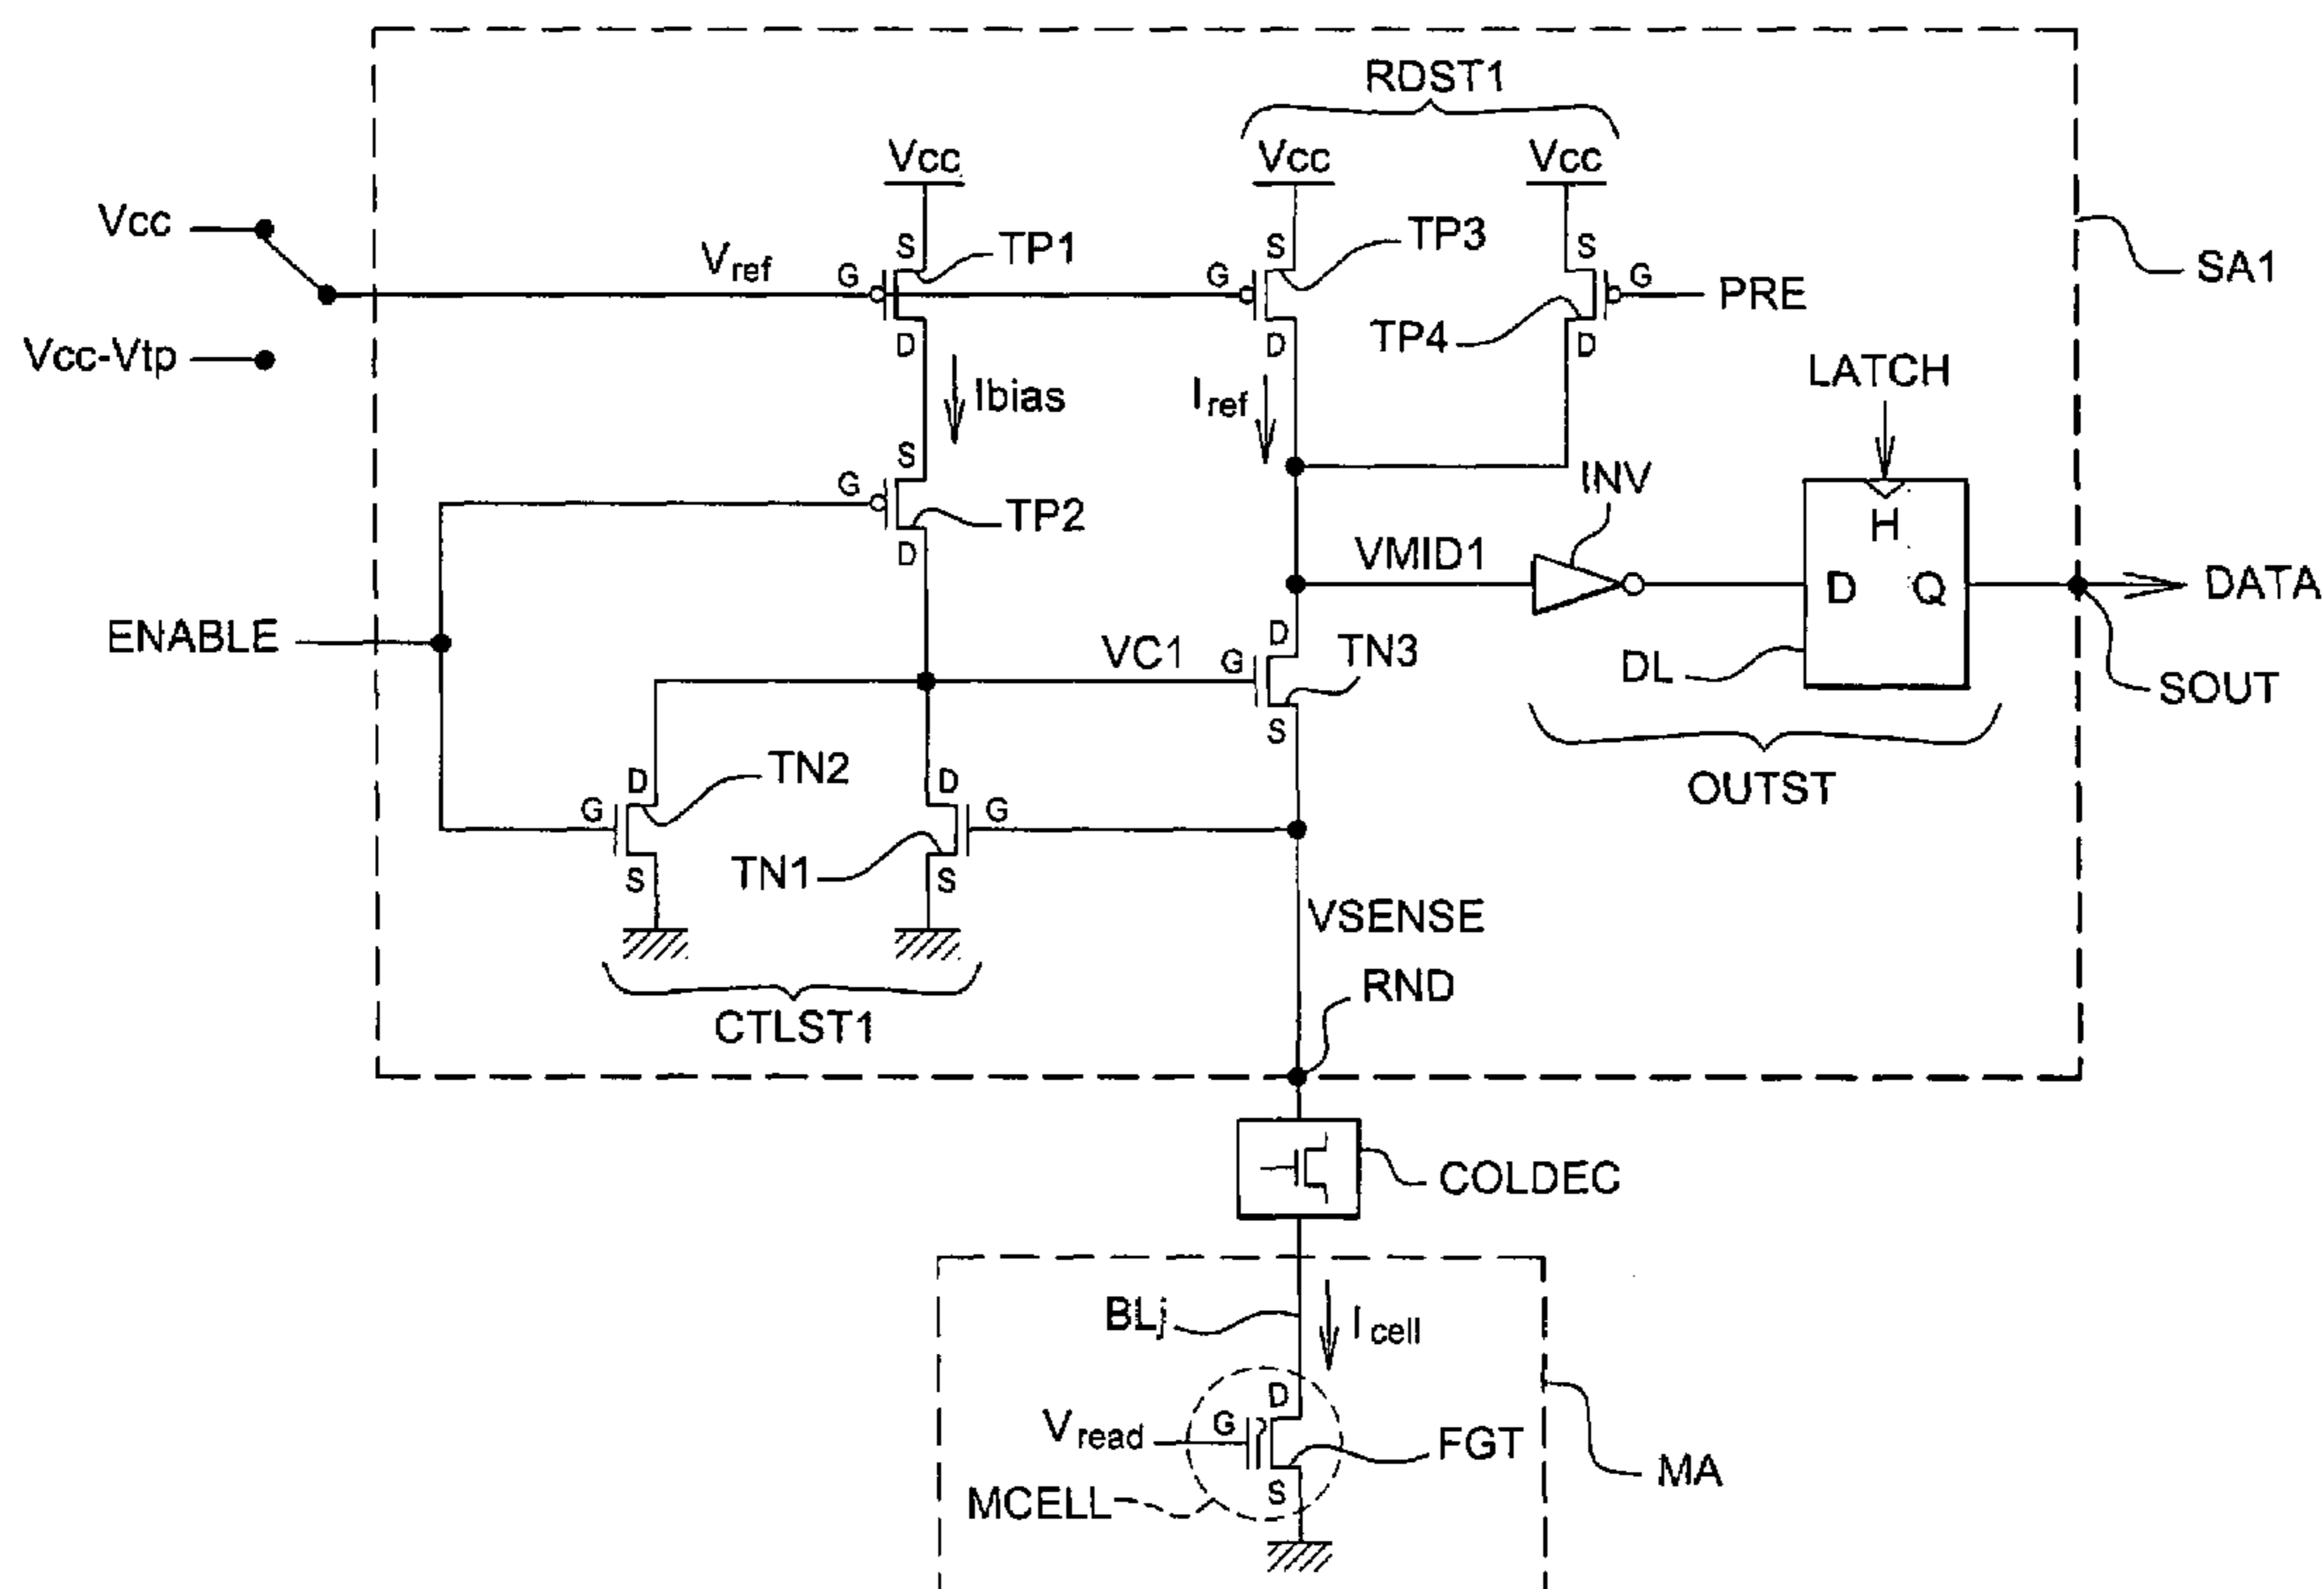 RDST1
Vcc
Vcc
Vcc
Vcc
Vref
G
S
TP1
D
G
S
TP3
D
S
G
PRE
TP4
D
SA1
Vcc-Vtp
Ibias
Iref
LATCH
S
G
TP2
D
INV
H
D
Q
DL
VMID1
DATA
SOUT
ENABLE
VC1
D
G
TN3
S
OUTST
D
G
TN2
S
D
G
TN1
S
CTLST1
VSENSE
RND
COLDEC
BLj
Icell
D
G
Vread
FGT
S
MCELL
MA